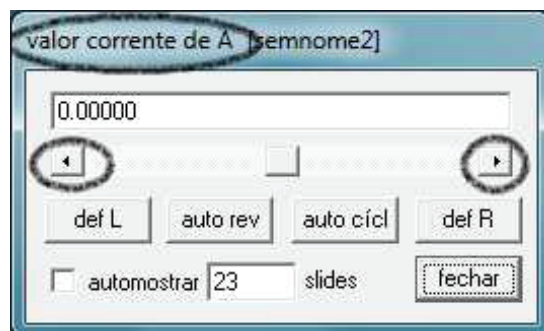 valor corrente de A [semnome2]
0.00000
def L auto rev auto cícl def R
automostrar 23 slides fechar